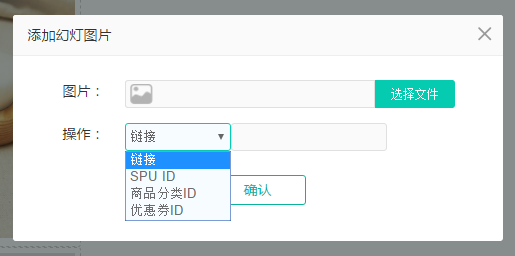 添加幻灯图片
图片： 选择文件
操作： 链接
链接
SPU ID
商品分类ID
优惠券ID
确认